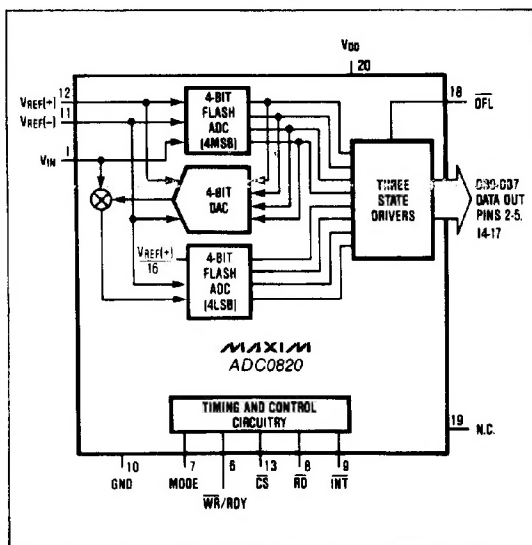 VDD
20
12
VREF(+)
11
VREF(−)
1
VIN
4-BIT
FLASH
ADC
(4MSB)
4-BIT
DAC
VREF(+)
16
4-BIT
FLASH
ADC
(4LSB)
THREE
STATE
DRIVERS
18
OFL
DB0-DB7
DATA OUT
PINS 2-5,
14-17
MAXIM
ADC0820
TIMING AND CONTROL
CIRCUITRY
19
N.C.
10
GND
7
MODE
6
WR/RDY
13
CS
8
RD
9
INT